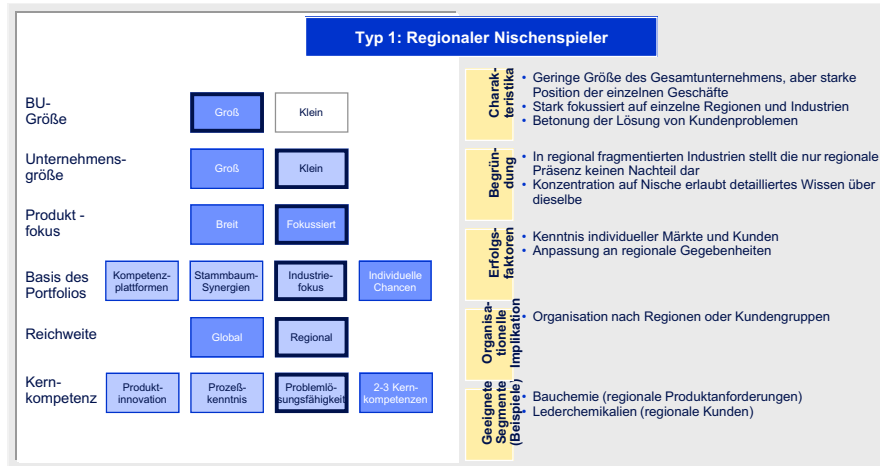 Typ 1: Regionaler Nischenspieler
BU-
Größe
Groß
Klein
Unternehmens-
größe
Groß
Klein
Produkt -
fokus
Breit
Fokussiert
Basis des
Portfolios
Kompetenz-
plattformen
Stammbaum-
Synergien
Industrie-
fokus
Individuelle
Chancen
Reichweite
Global
Regional
Kern-
kompetenz
Produkt-
innovation
Prozeß-
kenntnis
Problemlö-
sungsfähigkeit
2-3 Kern-
kompetenzen
Charak-
teristika
• Geringe Größe des Gesamtunternehmens, aber starke
Position der einzelnen Geschäfte
• Stark fokussiert auf einzelne Regionen und Industrien
• Betonung der Lösung von Kundenproblemen
Begrün-
dung
• In regional fragmentierten Industrien stellt die nur regionale
Präsenz keinen Nachteil dar
• Konzentration auf Nische erlaubt detailliertes Wissen über
dieselbe
Erfolgs-
faktoren
• Kenntnis individueller Märkte und Kunden
• Anpassung an regionale Gegebenheiten
Organisa-
tionelle
Implikation
• Organisation nach Regionen oder Kundengruppen
Geeignete
Segmente
(Beispiele)
• Bauchemie (regionale Produktanforderungen)
• Lederchemikalien (regionale Kunden)